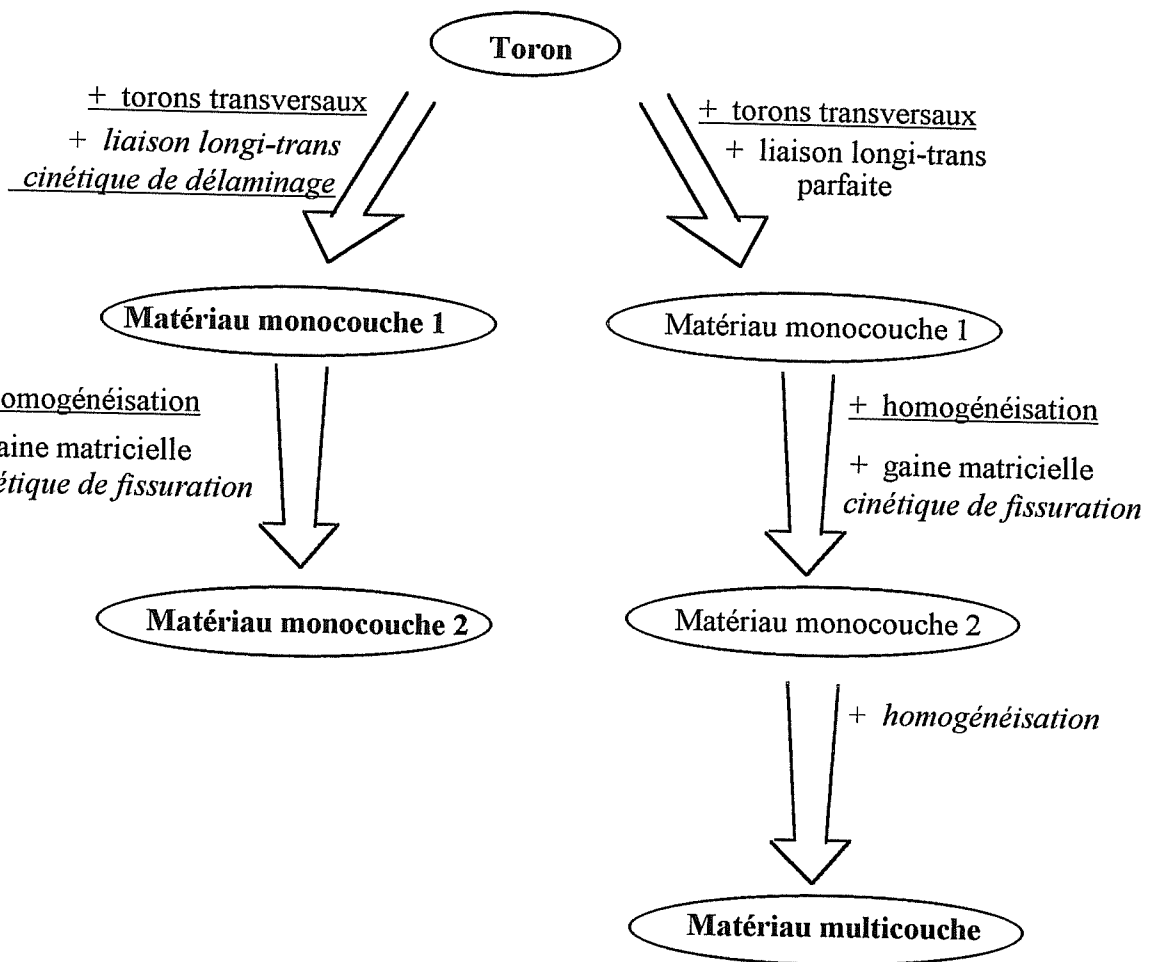 Toron
+ torons transversaux
+ liaison longi-trans
cinétique de délaminage
+ torons transversaux
+ liaison longi-trans
parfaite
Matériau monocouche 1
Matériau monocouche 1
omogénéisation
aine matricielle
étique de fissuration
+ homogénéisation
+ gaine matricielle
cinétique de fissuration
Matériau monocouche 2
Matériau monocouche 2
+ homogénéisation
Matériau multicouche